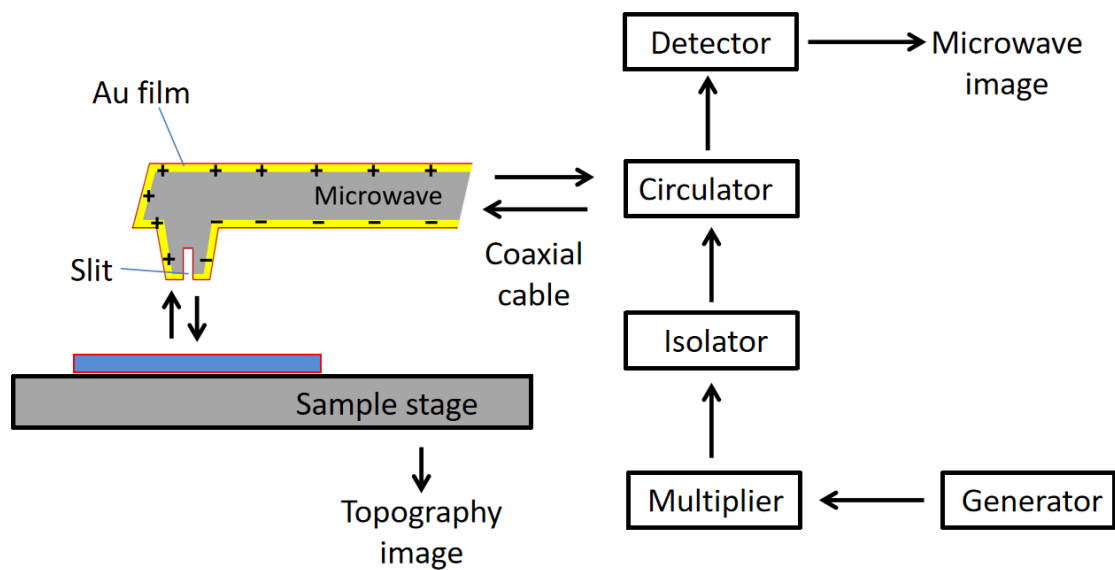 Detector
Microwave
image
Au film
Microwave
Circulator
Slit
Coaxial
cable
Isolator
Sample stage
Multiplier
Generator
Topography
image